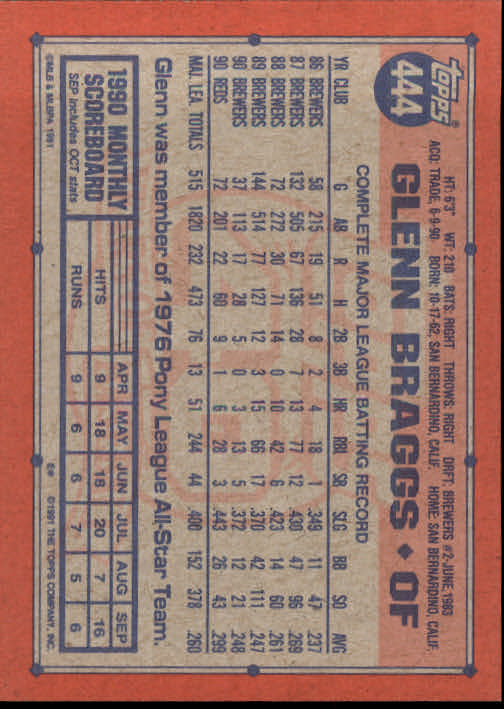 topps®
444
GLENN BRAGGS ◆ OF
HT: 6'3" WT: 210 BATS: RIGHT THROWS: RIGHT DRFT: BREWERS #2-JUNE, 1983
ACQ: TRADE, 6-9-90 BORN: 10-17-62, SAN BERNARDINO, CALIF. HOME: SAN BERNARDINO, CALIF.
COMPLETE MAJOR LEAGUE BATTING RECORD
YR CLUB G AB R H 2B 3B HR RBI SB SLG BB SO AVG
86 BREWERS 58 215 19 51 8 2 4 18 1 .349 11 47 .237
87 BREWERS 132 505 67 136 28 7 13 77 12 .430 47 96 .269
88 BREWERS 72 272 30 71 14 0 10 42 6 .423 14 60 .261
89 BREWERS 144 514 77 127 12 3 15 66 17 .370 42 111 .247
90 BREWERS 37 113 17 28 5 0 3 13 5 .372 12 21 .248
90 REDS 72 201 22 60 9 1 6 28 3 .443 26 43 .299
MAJ. LEA. TOTALS 515 1820 232 473 76 13 51 244 44 .400 152 378 .260
Glenn was member of 1976 Pony League All-Star Team.
1990 MONTHLY SCOREBOARD
SEP includes OCT stats
APR MAY JUN JUL AUG SEP
HITS 9 18 18 20 7 16
RUNS 9 6 6 7 5 6
©MLB & MLBPA 1991
E* ©1991 THE TOPPS COMPANY, INC.